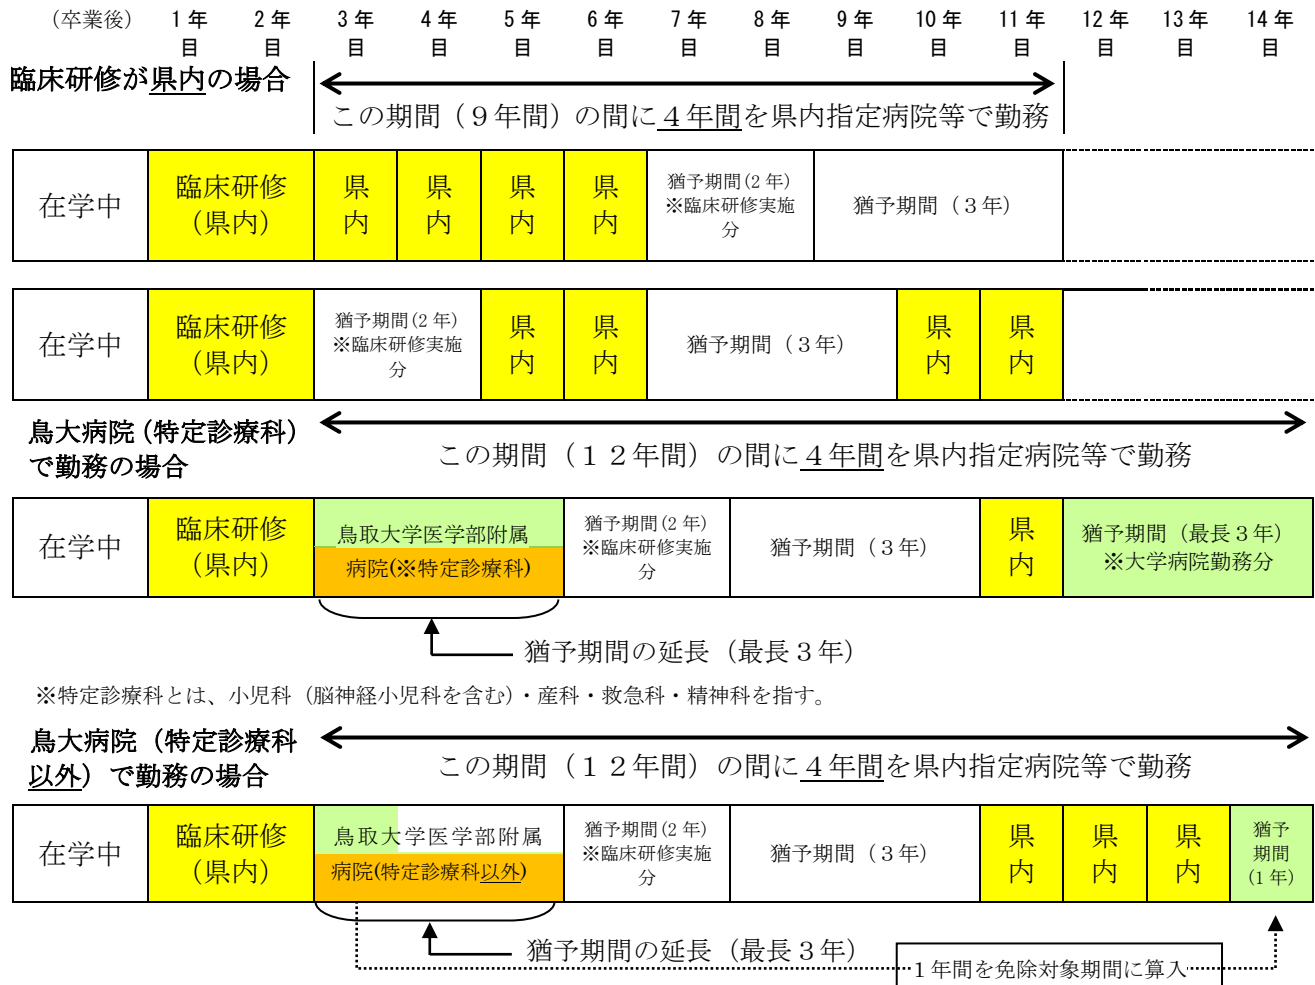 （卒業後） 1年 2年 3年 4年 5年 6年 7年 8年 9年 10年 11年 12年 13年 14年
目 目 目 目 目 目 目 目 目 目 目 目 目 目
臨床研修が県内の場合
この期間（９年間）の間に４年間を県内指定病院等で勤務
在学中
臨床研修
（県内）
県
内
県
内
県
内
県
内
猶予期間(2年)
※臨床研修実施
分
猶予期間（３年）
在学中
臨床研修
（県内）
猶予期間(2年)
※臨床研修実施
分
県
内
県
内
猶予期間（３年）
県
内
県
内
鳥大病院（特定診療科）
で勤務の場合
この期間（１２年間）の間に４年間を県内指定病院等で勤務
在学中
臨床研修
（県内）
鳥取大学医学部附属
病院(※特定診療科)
猶予期間(2年)
※臨床研修実施
分
猶予期間（３年）
県
内
猶予期間（最長３年）
※大学病院勤務分
猶予期間の延長（最長３年）
※特定診療科とは、小児科（脳神経小児科を含む）・産科・救急科・精神科を指す。
鳥大病院（特定診療科
以外）で勤務の場合
この期間（１２年間）の間に４年間を県内指定病院等で勤務
在学中
臨床研修
（県内）
鳥取大学医学部附属
病院(特定診療科以外)
猶予期間(2年)
※臨床研修実施
分
猶予期間（３年）
県
内
県
内
県
内
猶予
期間
(1年)
猶予期間の延長（最長３年）
１年間を免除対象期間に算入